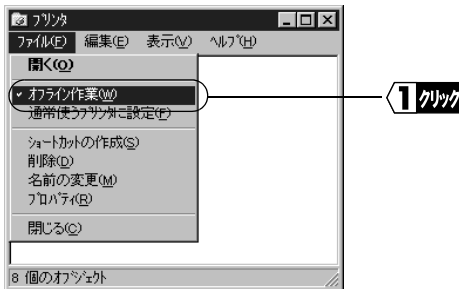 プリンタ
ファイル(F) 編集(E) 表示(V) ヘルプ(H)
開く(O)
✓ オフライン作業(W)
通常使うプリンタに設定(F)
ショートカットの作成(S)
削除(D)
名前の変更(M)
プロパティ(R)
閉じる(C)
8 個のオブジェクト
1 クリック